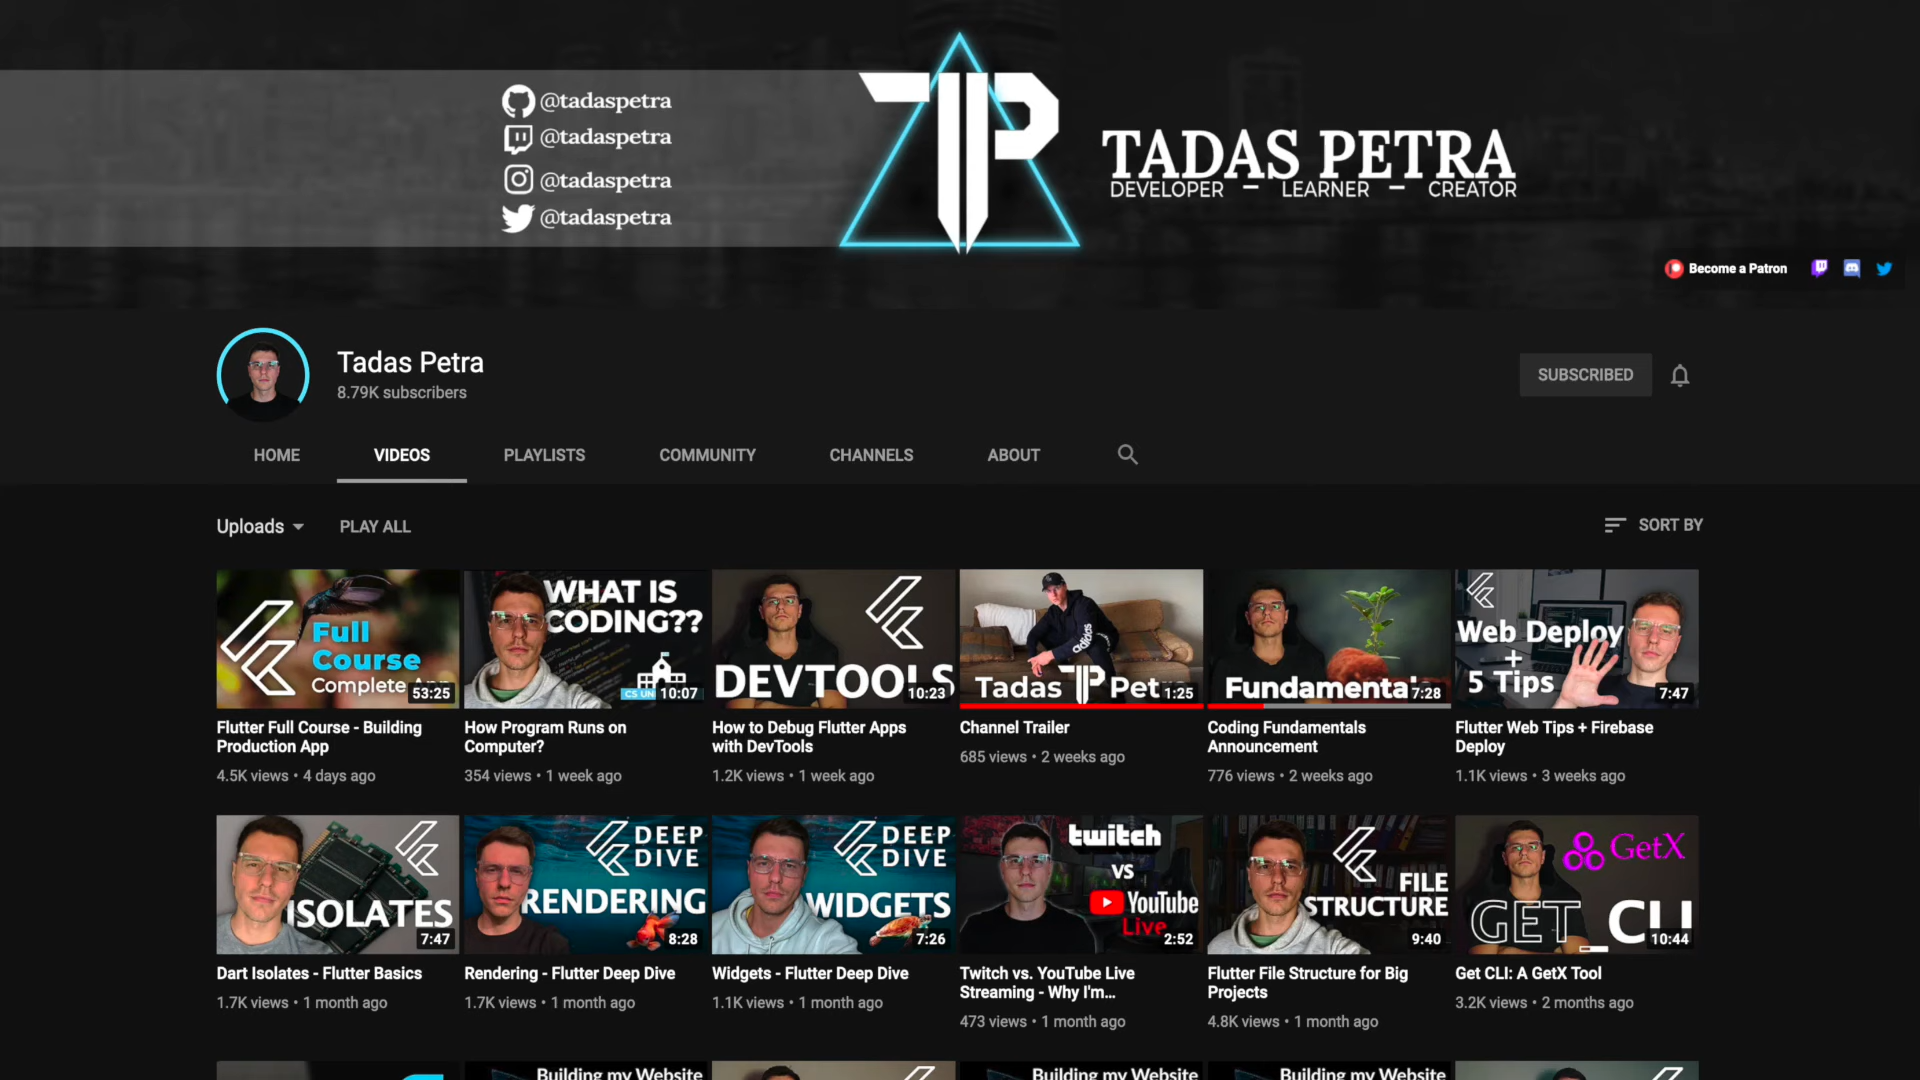 @tadaspetra
@tadaspetra
@tadaspetra
@tadaspetra
TP
TADAS PETRA
DEVELOPER – LEARNER – CREATOR
Become a Patron
Tadas Petra
8.79K subscribers
SUBSCRIBED
HOME VIDEOS PLAYLISTS COMMUNITY CHANNELS ABOUT
Uploads PLAY ALL
SORT BY
Full
Course
Complete
53:25
Flutter Full Course - Building
Production App
4.5K views • 4 days ago
WHAT IS
CODING??
CS UN
10:07
How Program Runs on
Computer?
354 views • 1 week ago
DEVTOOLS
10:23
How to Debug Flutter Apps
with DevTools
1.2K views • 1 week ago
adidas
Tadas TP Pet
1:25
Channel Trailer
685 views • 2 weeks ago
Fundamenta
7:28
Coding Fundamentals
Announcement
776 views • 2 weeks ago
Web Deploy
+
5 Tips
7:47
Flutter Web Tips + Firebase
Deploy
1.1K views • 3 weeks ago
ISOLATES
7:47
Dart Isolates - Flutter Basics
1.7K views • 1 month ago
DEEP
DIVE
RENDERING
8:28
Rendering - Flutter Deep Dive
1.7K views • 1 month ago
DEEP
DIVE
WIDGETS
7:26
Widgets - Flutter Deep Dive
1.1K views • 1 month ago
twitch
VS
YouTube
Live
2:52
Twitch vs. YouTube Live
Streaming - Why I'm...
473 views • 1 month ago
FILE
STRUCTURE
9:40
Flutter File Structure for Big
Projects
4.8K views • 1 month ago
GetX
GET_CLI
10:44
Get CLI: A GetX Tool
3.2K views • 2 months ago
Building my Website
Building my Website
Building my Website